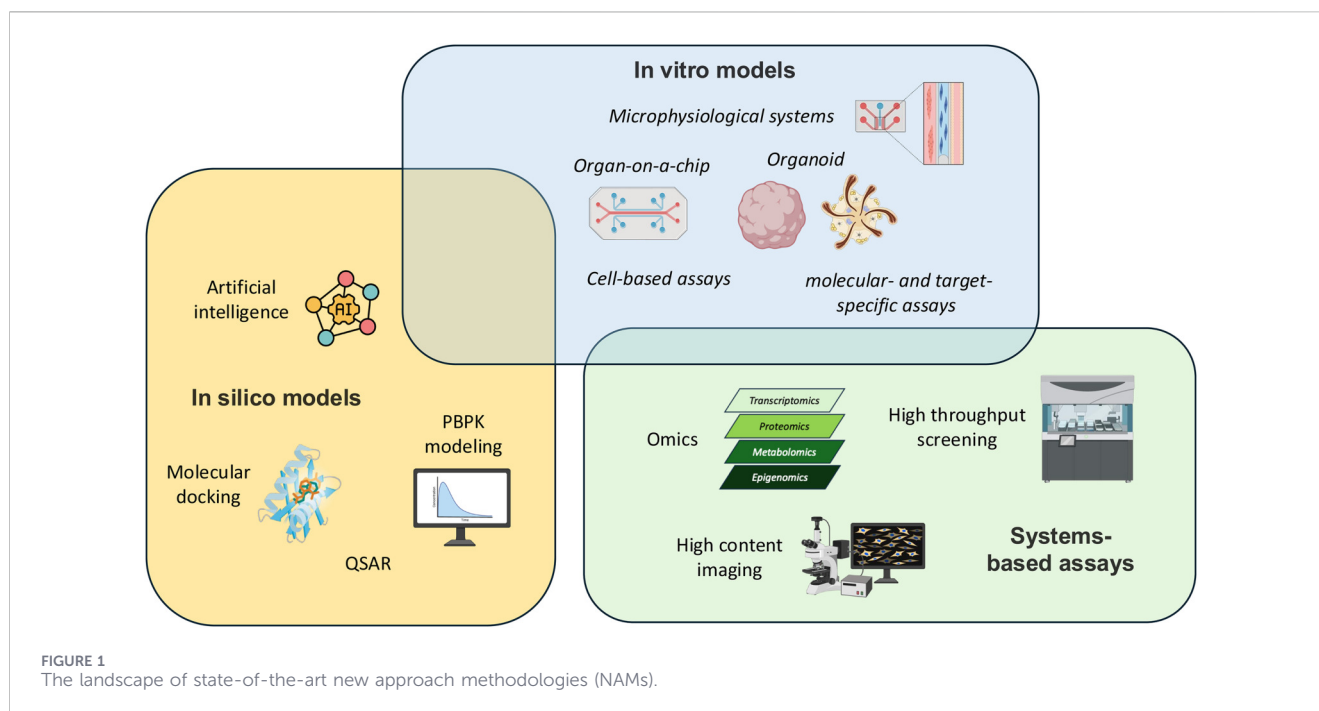 In vitro models
Microphysiological systems
Organ-on-a-chip
Organoid
Cell-based assays
molecular- and target-
specific assays
Artificial
intelligence
AI
In silico models
PBPK
modeling
Molecular
docking
Time
QSAR
Omics
Transcriptomics
Proteomics
Metabolomics
Epigenomics
High throughput
screening
High content
imaging
Systems-
based assays
FIGURE 1
The landscape of state-of-the-art new approach methodologies (NAMs).